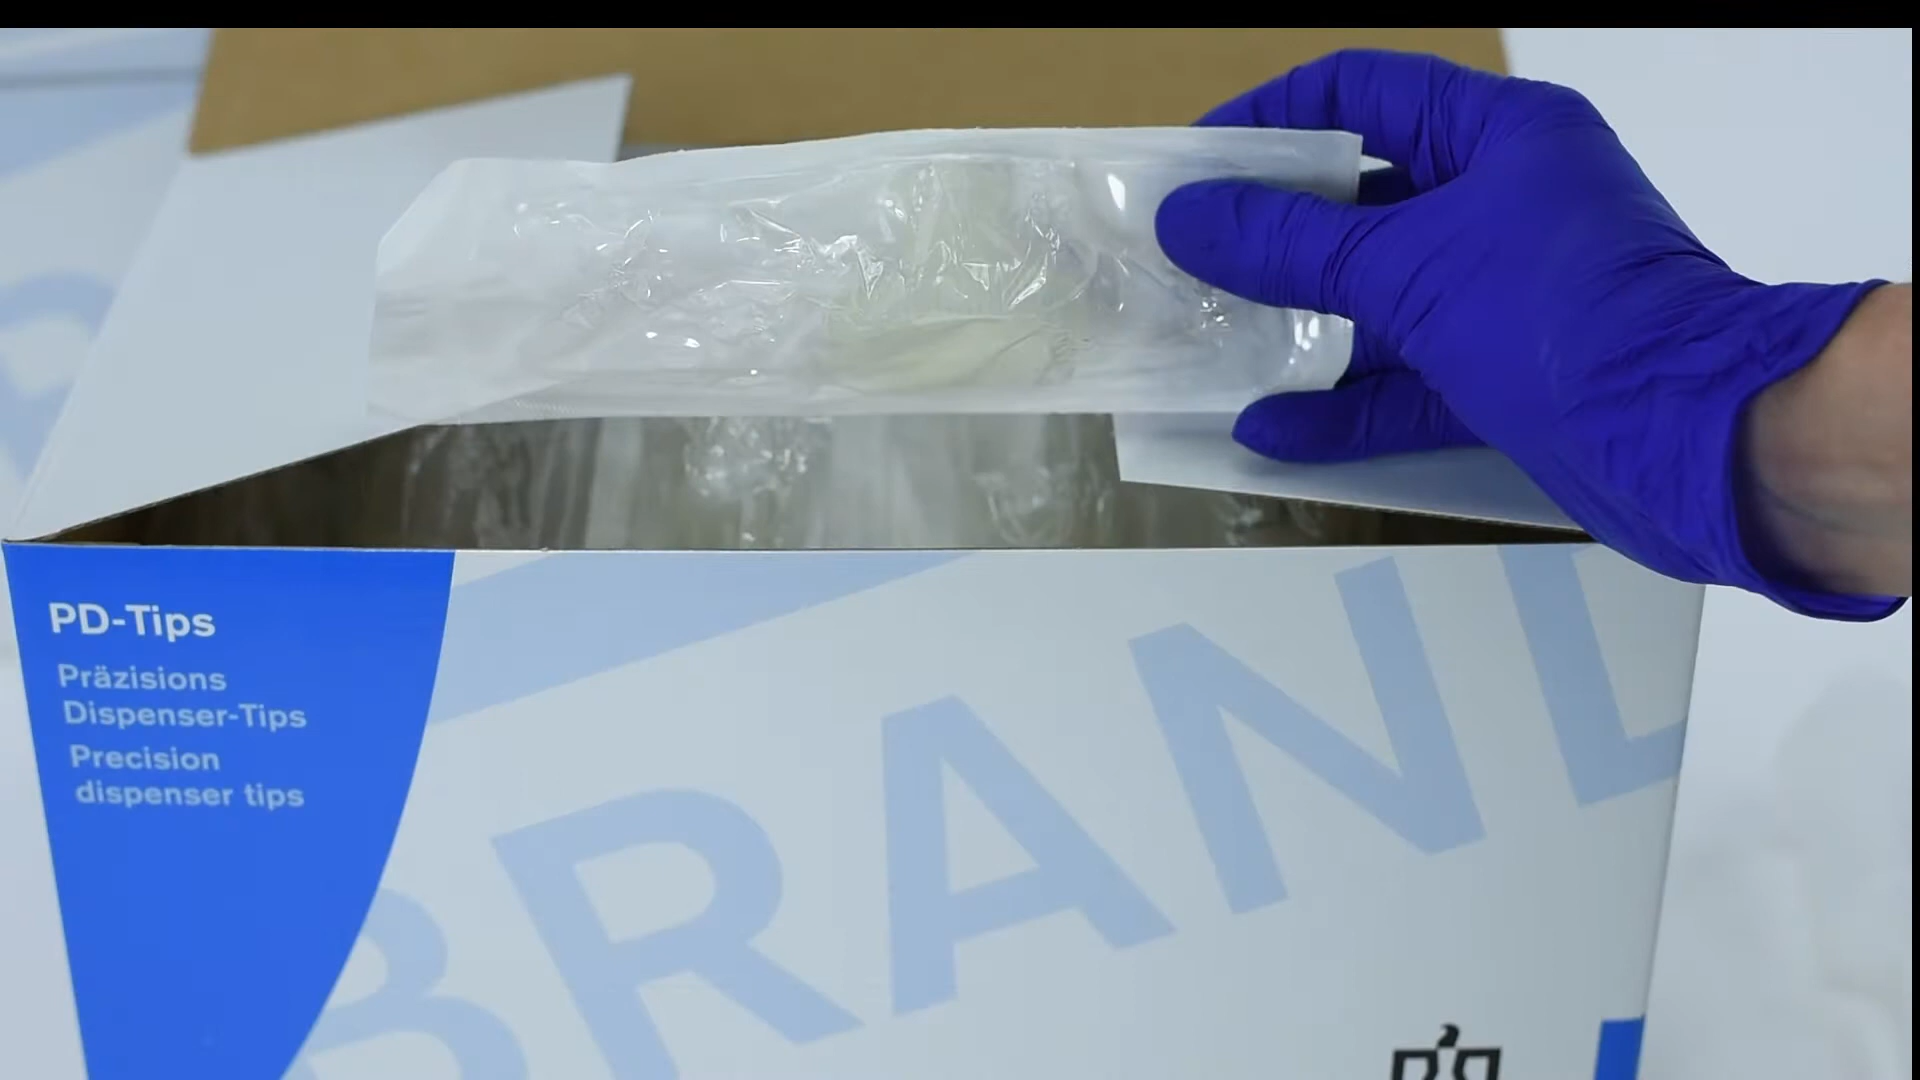 PD-Tips
Präzisions
Dispenser-Tips
Precision
dispenser tips
BRAND